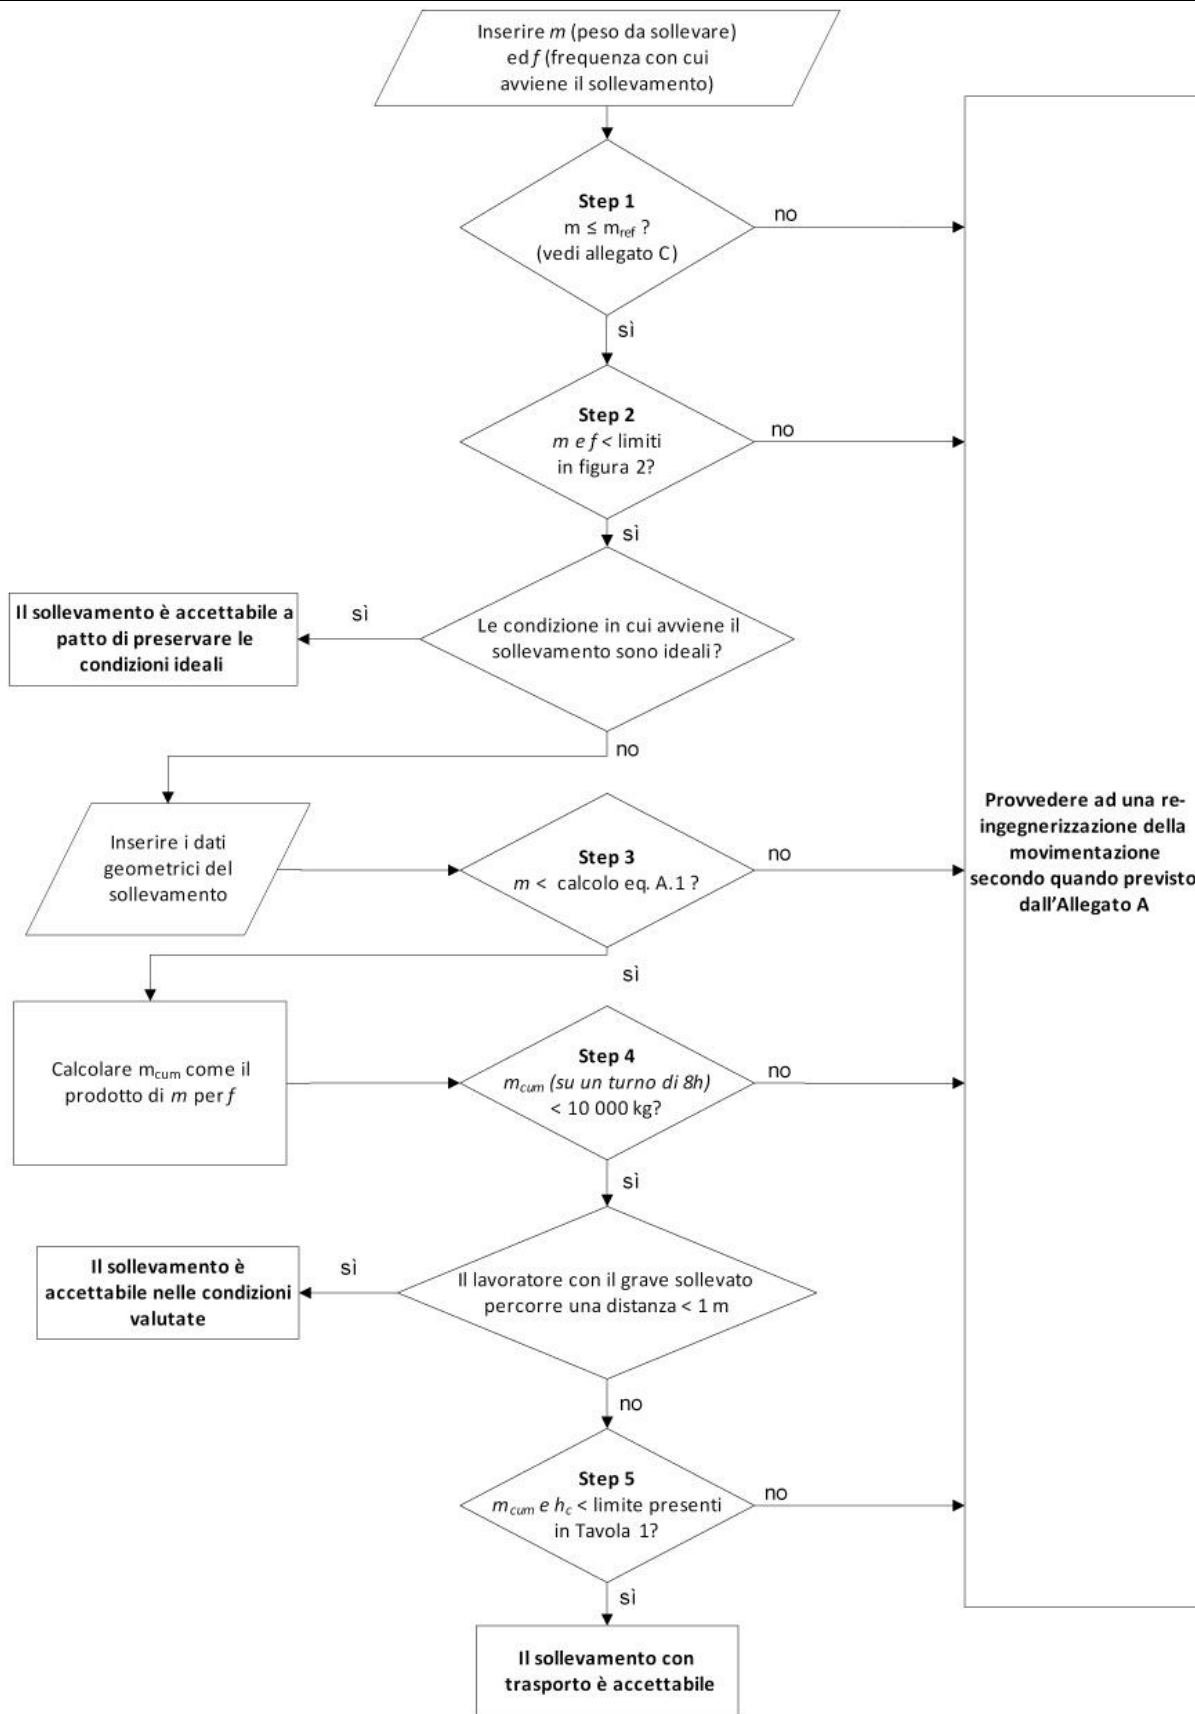 Inserire m (peso da sollevare)
ed f (frequenza con cui
avviene il sollevamento)
Step 1
m ≤ mref ?
(vedi allegato C)
no
sì
Step 2
m e f < limiti
in figura 2?
no
sì
Le condizione in cui avviene il
sollevamento sono ideali?
sì
Il sollevamento è accettabile a
patto di preservare le
condizioni ideali
no
Inserire i dati
geometrici del
sollevamento
Step 3
m < calcolo eq. A.1 ?
no
Provvedere ad una re-
ingegnerizzazione della
movimentazione
secondo quando previsto
dall'Allegato A
sì
Calcolare mcum come il
prodotto di m per f
Step 4
mcum (su un turno di 8h)
< 10 000 kg?
no
sì
Il lavoratore con il grave sollevato
percorre una distanza < 1 m
sì
Il sollevamento è
accettabile nelle condizioni
valutate
no
Step 5
mcum e hc < limite presenti
in Tavola 1?
no
sì
Il sollevamento con
trasporto è accettabile